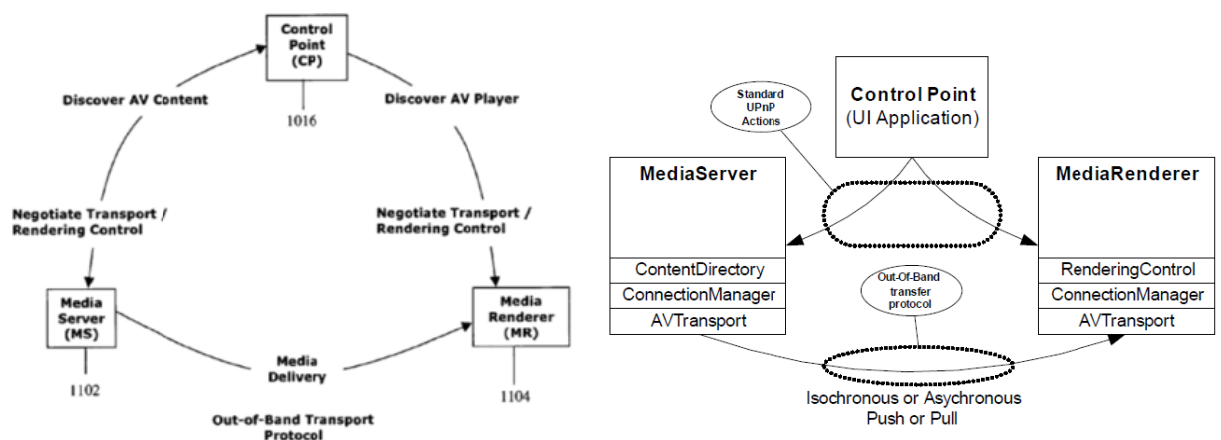 Control
Point
(CP)
Discover AV Content
Discover AV Player
1016
Negotiate Transport /
Rendering Control
Negotiate Transport /
Rendering Control
Media
Server
(MS)
Media
Renderer
(MR)
Media
Delivery
1102
1104
Out-of-Band Transport
Protocol
Standard
UPnP
Actions
Control Point
(UI Application)
MediaServer
MediaRenderer
ContentDirectory
ConnectionManager
AVTransport
Out-Of-Band
transfer
protocol
RenderingControl
ConnectionManager
AVTransport
Isochronous or Asychronous
Push or Pull